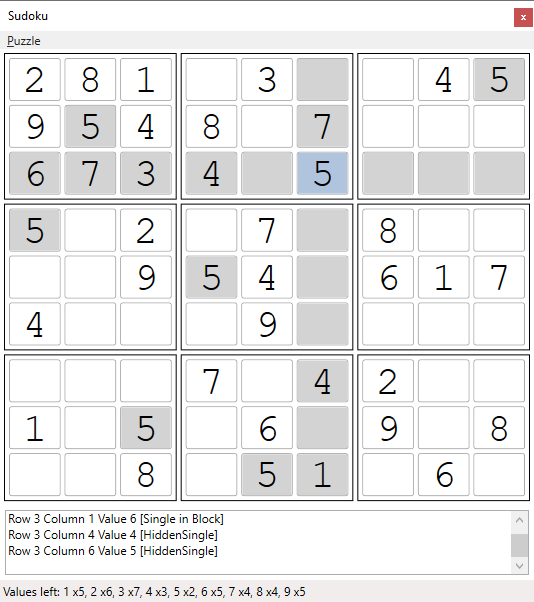 Sudoku
x
Puzzle
2 8 1 3 4 5
9 5 4 8 7
6 7 3 4 5
5 2 7 8
9 5 4 6 1 7
4 9
7 4 2
1 5 6 9 8
8 5 1 6
Row 3 Column 1 Value 6 [Single in Block]
Row 3 Column 4 Value 4 [HiddenSingle]
Row 3 Column 6 Value 5 [HiddenSingle]
Values left: 1 x5, 2 x6, 3 x7, 4 x3, 5 x2, 6 x5, 7 x4, 8 x4, 9 x5